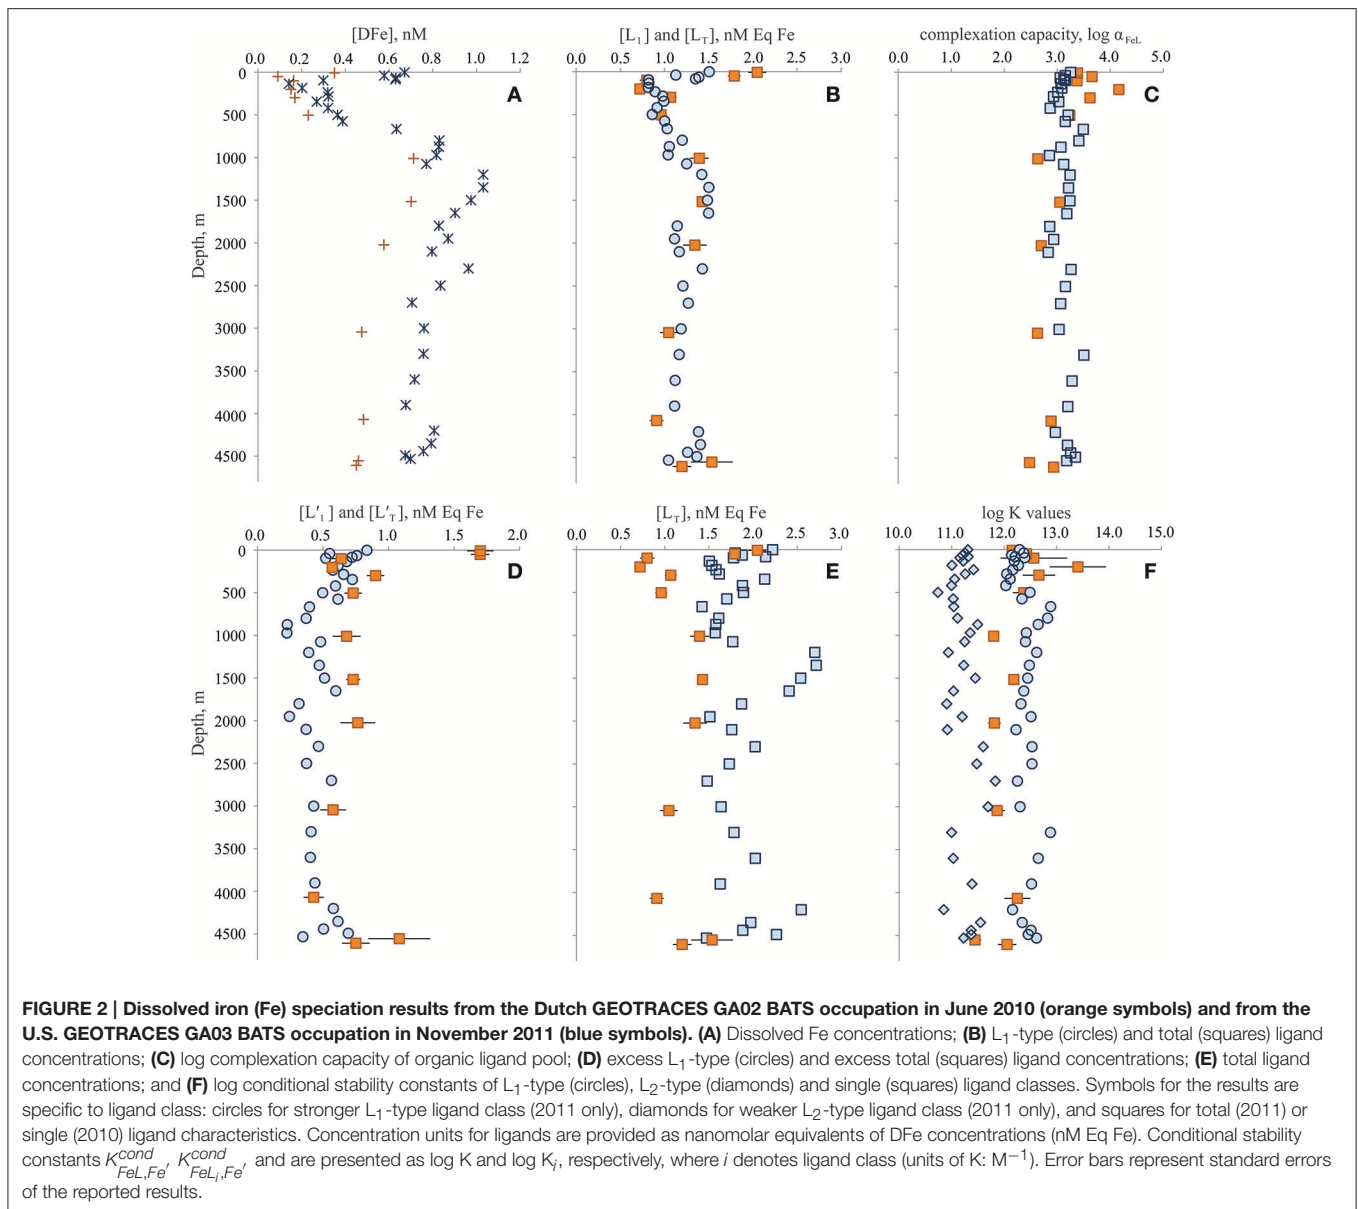 [DFe], nM
0.0 0.2 0.4 0.6 0.8 1.0 1.2
[L1] and [LT], nM Eq Fe
0.0 0.5 1.0 1.5 2.0 2.5 3.0
complexation capacity, log αFeL
0.0 1.0 2.0 3.0 4.0 5.0
A
B
C
Depth, m
0
500
1000
1500
2000
2500
3000
3500
4000
4500
[L′1] and [L′T], nM Eq Fe
0.0 0.5 1.0 1.5 2.0
[LT], nM Eq Fe
0.0 0.5 1.0 1.5 2.0 2.5 3.0
log K values
10.0 11.0 12.0 13.0 14.0 15.0
D
E
F
Depth, m
0
500
1000
1500
2000
2500
3000
3500
4000
4500
FIGURE 2 | Dissolved iron (Fe) speciation results from the Dutch GEOTRACES GA02 BATS occupation in June 2010 (orange symbols) and from the
U.S. GEOTRACES GA03 BATS occupation in November 2011 (blue symbols). (A) Dissolved Fe concentrations; (B) L1-type (circles) and total (squares) ligand
concentrations; (C) log complexation capacity of organic ligand pool; (D) excess L1-type (circles) and excess total (squares) ligand concentrations; (E) total ligand
concentrations; and (F) log conditional stability constants of L1-type (circles), L2-type (diamonds) and single (squares) ligand classes. Symbols for the results are
specific to ligand class: circles for stronger L1-type ligand class (2011 only), diamonds for weaker L2-type ligand class (2011 only), and squares for total (2011) or
single (2010) ligand characteristics. Concentration units for ligands are provided as nanomolar equivalents of DFe concentrations (nM Eq Fe). Conditional stability
constants K^cond_FeL,Fe′ K^cond_FeLi,Fe′ and are presented as log K and log Ki, respectively, where i denotes ligand class (units of K: M−1). Error bars represent standard errors
of the reported results.